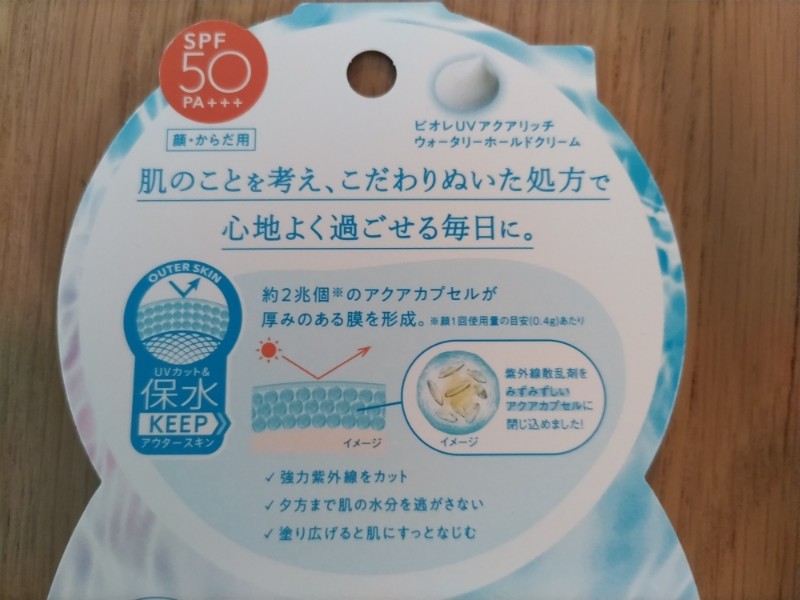 SPF
50
PA+++
顔・からだ用
ビオレUVアクアリッチ
ウォータリーホールドクリーム
肌のことを考え、こだわりぬいた処方で
心地よく過ごせる毎日に。
OUTER SKIN
UVカット&
保水
KEEP
アウタースキン
約2兆個※のアクアカプセルが
厚みのある膜を形成。※顔1回使用量の目安(0.4g)あたり
イメージ
イメージ
紫外線散乱剤を
みずみずしい
アクアカプセルに
閉じ込めました!
✓ 強力紫外線をカット
✓ 夕方まで肌の水分を逃がさない
✓ 塗り広げると肌にすっとなじむ